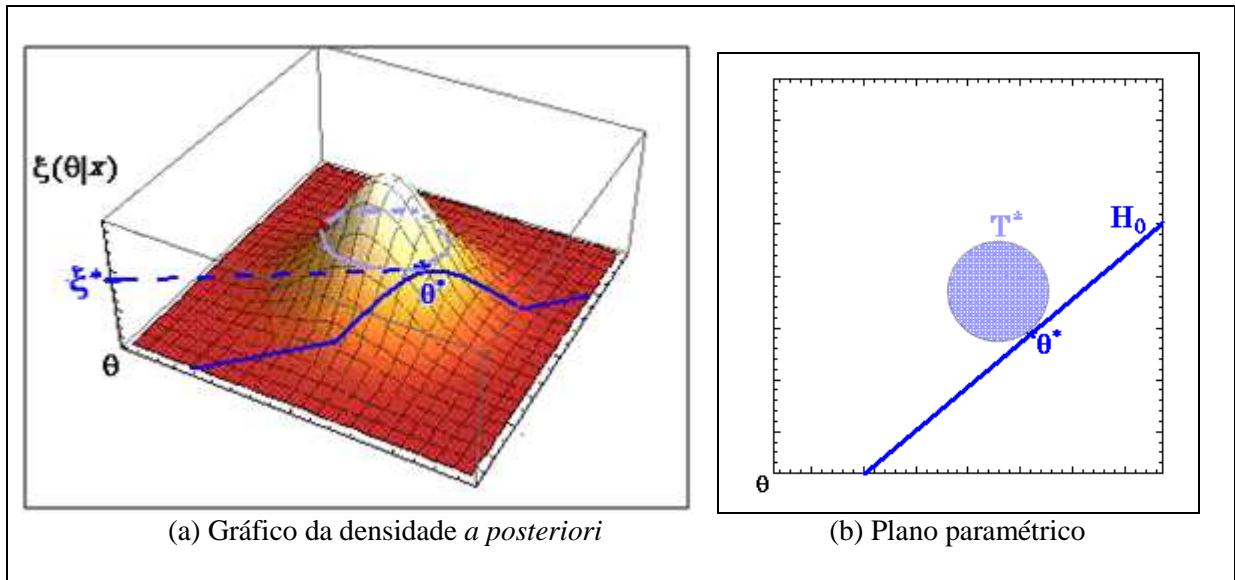 ξ(θ|x)
ξ*
θ*
θ
(a) Gráfico da densidade a posteriori
T*
H₀
θ*
θ
(b) Plano paramétrico